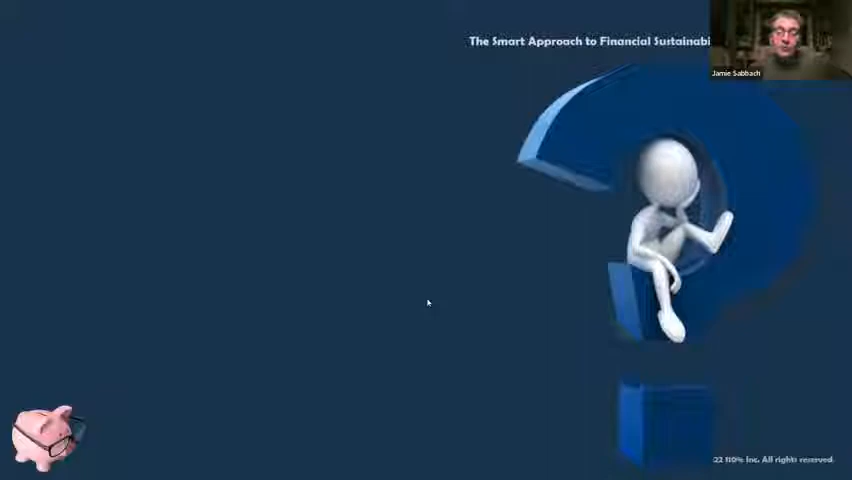 The Smart Approach to Financial Sustainabi
Jamie Sabbach
22 110% Inc. All rights reserved.